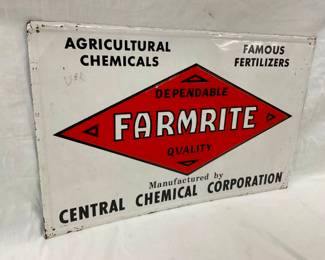 AGRICULTURAL CHEMICALS
FAMOUS FERTILIZERS
DEPENDABLE
FARMRITE
QUALITY
Manufactured by
CENTRAL CHEMICAL CORPORATION